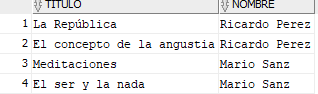 TITULO NOMBRE
1 La República Ricardo Perez
2 El concepto de la angustia Ricardo Perez
3 Meditaciones Mario Sanz
4 El ser y la nada Mario Sanz